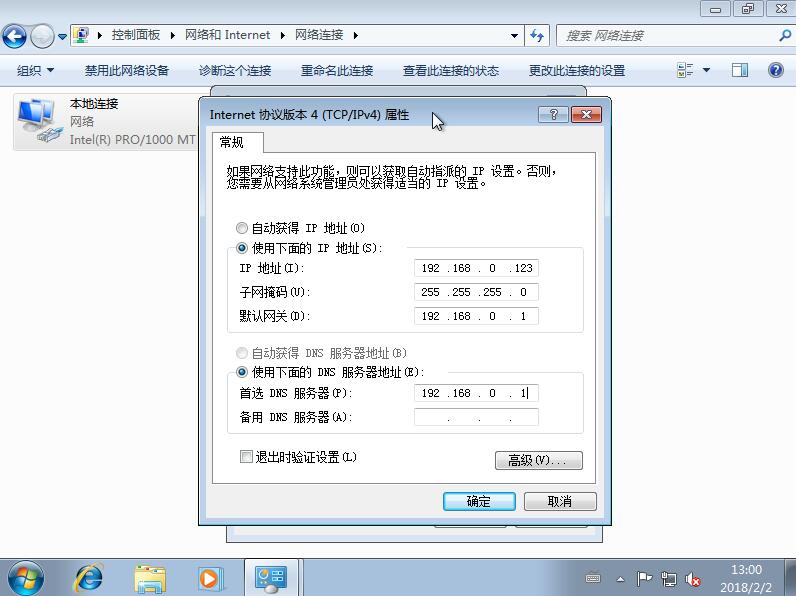 控制面板 网络和 Internet 网络连接
搜索 网络连接
组织 禁用此网络设备 诊断这个连接 重命名此连接 查看此连接的状态 更改此连接的设置
本地连接
网络
Intel(R) PRO/1000 MT
Internet 协议版本 4 (TCP/IPv4) 属性
常规
如果网络支持此功能，则可以获取自动指派的 IP 设置。否则，
您需要从网络系统管理员处获得适当的 IP 设置。
自动获得 IP 地址(O)
使用下面的 IP 地址(S):
IP 地址(I): 192 .168 . 0 .123
子网掩码(U): 255 .255 .255 . 0
默认网关(D): 192 .168 . 0 . 1
自动获得 DNS 服务器地址(B)
使用下面的 DNS 服务器地址(E):
首选 DNS 服务器(P): 192 .168 . 0 . 1
备用 DNS 服务器(A): . . .
退出时验证设置(L)
高级(V)...
确定 取消
13:00
2018/2/2